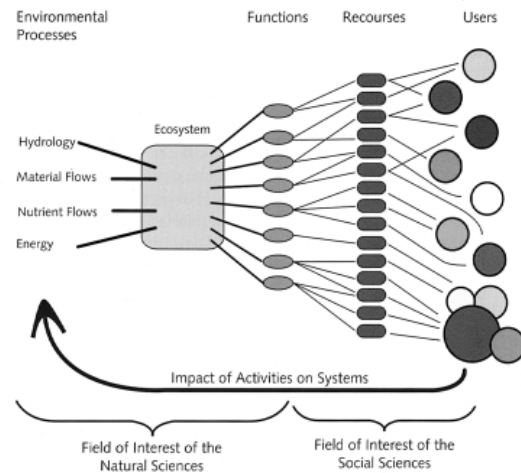 Environmental
Processes
Functions
Recourses
Users
Ecosystem
Hydrology
Material Flows
Nutrient Flows
Energy
Impact of Activities on Systems
Field of Interest of the
Natural Sciences
Field of Interest of the
Social Sciences